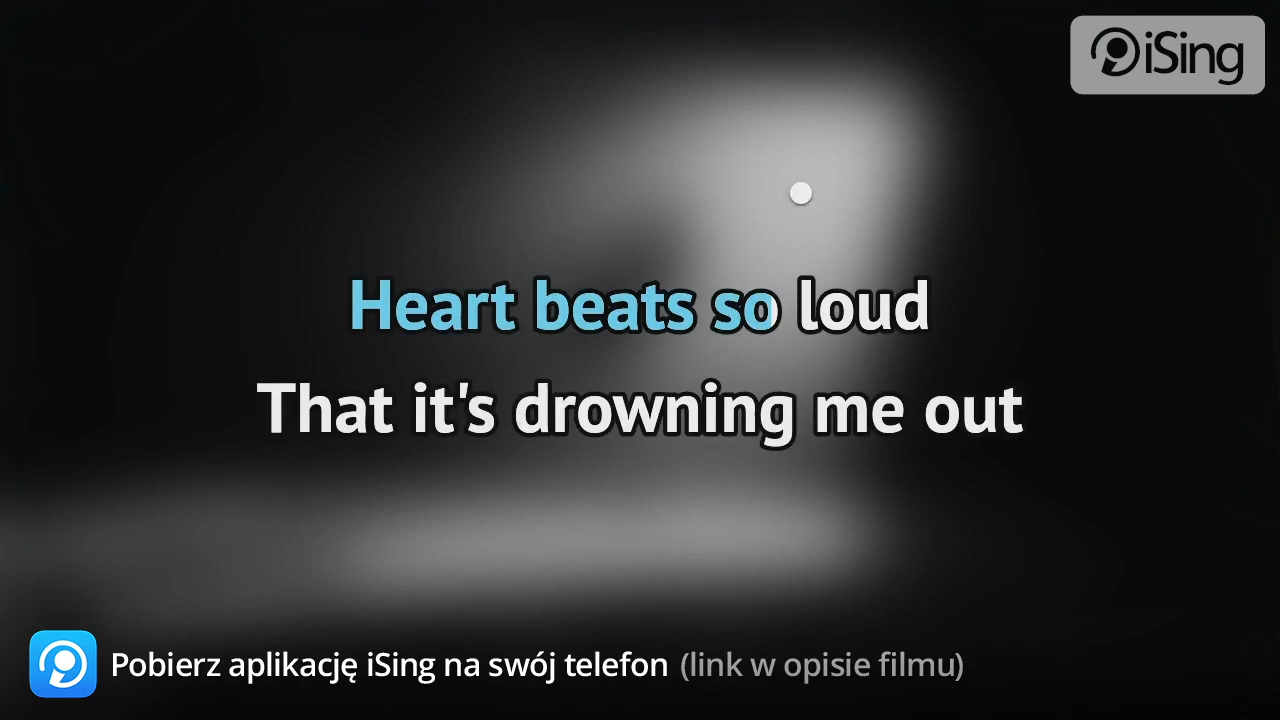 iSing
Heart beats so loud
That it's drowning me out
Pobierz aplikację iSing na swój telefon (link w opisie filmu)